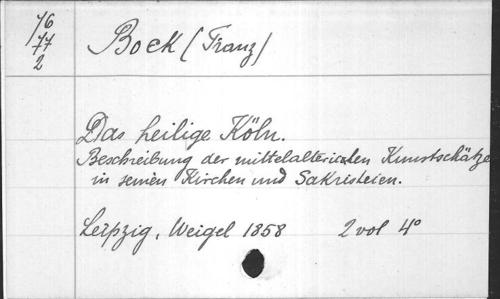 76
77
2
Bock (Franz)
Das heilige Köln.
Beschreibung der mittelalterichen Kunstschätze
in seinen Kirchen und Sakristeien.
Leipzig, Weigel 1858 2 vol 4°